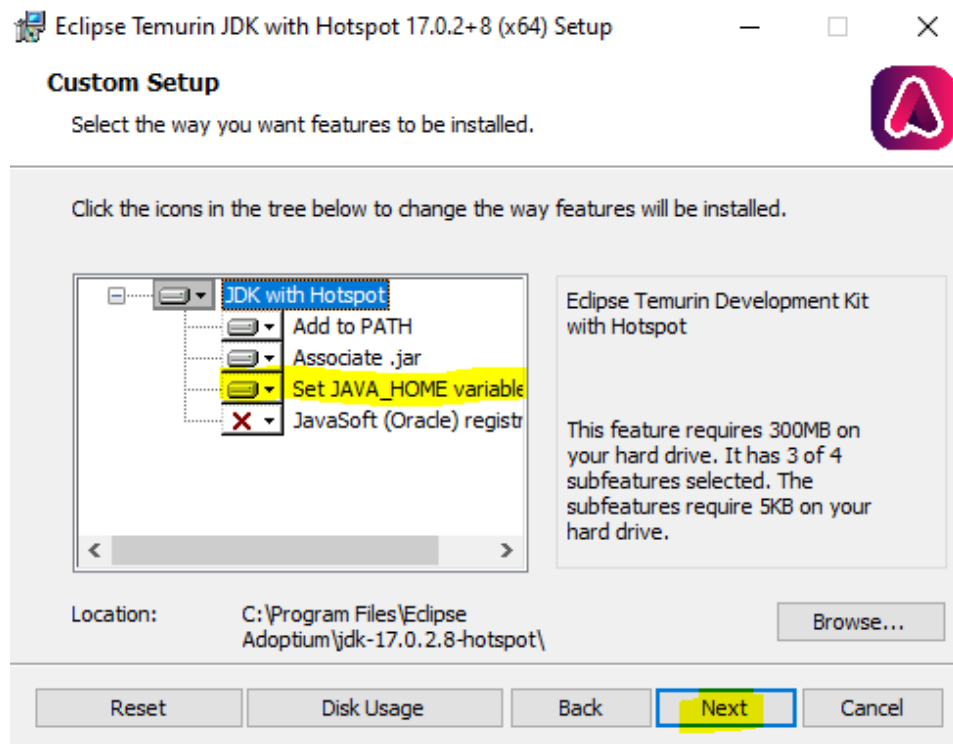 Eclipse Temurin JDK with Hotspot 17.0.2+8 (x64) Setup
Custom Setup
Select the way you want features to be installed.
Click the icons in the tree below to change the way features will be installed.
JDK with Hotspot
Add to PATH
Associate .jar
Set JAVA_HOME variable
JavaSoft (Oracle) registr
Eclipse Temurin Development Kit
with Hotspot
This feature requires 300MB on
your hard drive. It has 3 of 4
subfeatures selected. The
subfeatures require 5KB on your
hard drive.
Location:
C:\Program Files\Eclipse
Adoptium\jdk-17.0.2.8-hotspot\
Browse...
Reset
Disk Usage
Back
Next
Cancel